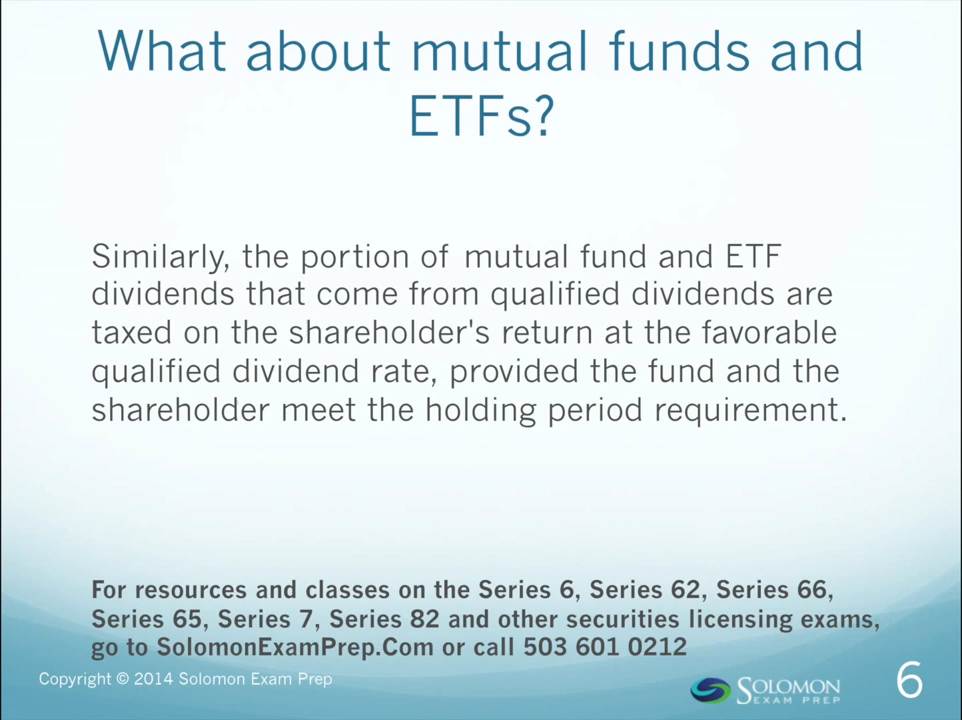 What about mutual funds and
ETFs?
Similarly, the portion of mutual fund and ETF
dividends that come from qualified dividends are
taxed on the shareholder's return at the favorable
qualified dividend rate, provided the fund and the
shareholder meet the holding period requirement.
For resources and classes on the Series 6, Series 62, Series 66,
Series 65, Series 7, Series 82 and other securities licensing exams,
go to SolomonExamPrep.Com or call 503 601 0212
Copyright © 2014 Solomon Exam Prep
SOLOMON
EXAM PREP
6